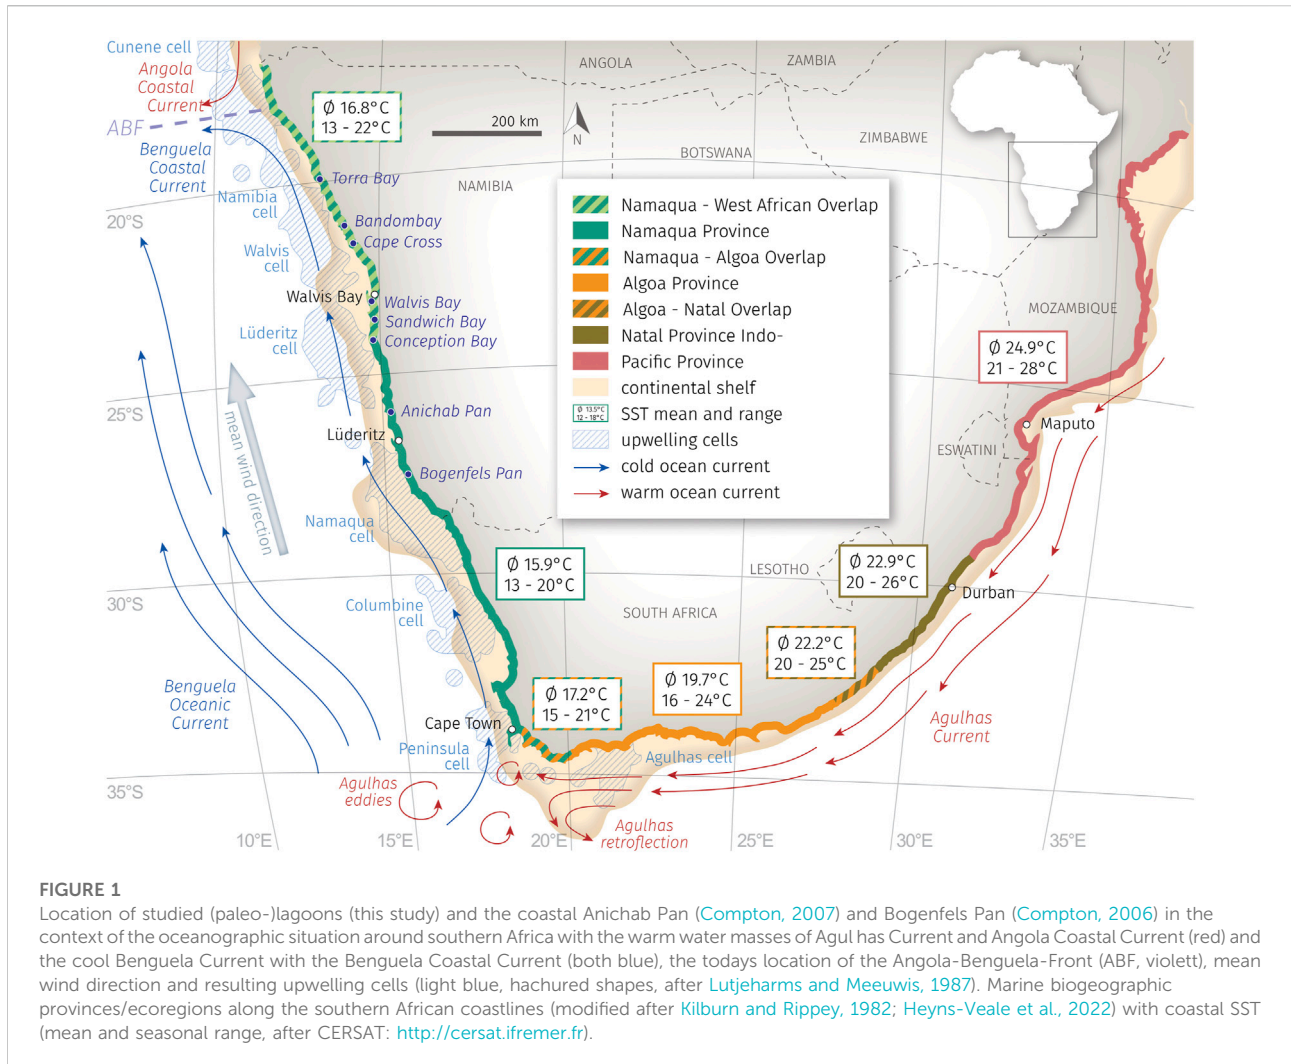 Cunene cell
Angola
Coastal
Current
ABF
Benguela
Coastal
Current
Namibia
cell
Walvis
cell
Lüderitz
cell
mean wind direction
Namaqua
cell
Columbine
cell
Benguela
Oceanic
Current
Peninsula
cell
Agulhas
eddies
Agulhas
retroflection
Agulhas cell
Agulhas
Current
20°S
25°S
30°S
35°S
10°E
15°E
20°E
25°E
30°E
35°E
Ø 16.8°C
13 - 22°C
200 km
N
ANGOLA
ZAMBIA
ZIMBABWE
BOTSWANA
NAMIBIA
MOZAMBIQUE
ESWATINI
LESOTHO
SOUTH AFRICA
Torra Bay
Bandombay
Cape Cross
Walvis Bay
Walvis Bay
Sandwich Bay
Conception Bay
Anichab Pan
Lüderitz
Bogenfels Pan
Cape Town
Durban
Maputo
Namaqua - West African Overlap
Namaqua Province
Namaqua - Algoa Overlap
Algoa Province
Algoa - Natal Overlap
Natal Province Indo-
Pacific Province
continental shelf
Ø 13.5°C
12 - 18°C
SST mean and range
upwelling cells
cold ocean current
warm ocean current
Ø 24.9°C
21 - 28°C
Ø 15.9°C
13 - 20°C
Ø 22.9°C
20 - 26°C
Ø 22.2°C
20 - 25°C
Ø 19.7°C
16 - 24°C
Ø 17.2°C
15 - 21°C
FIGURE 1
Location of studied (paleo-)lagoons (this study) and the coastal Anichab Pan (Compton, 2007) and Bogenfels Pan (Compton, 2006) in the
context of the oceanographic situation around southern Africa with the warm water masses of Agul has Current and Angola Coastal Current (red) and
the cool Benguela Current with the Benguela Coastal Current (both blue), the todays location of the Angola-Benguela-Front (ABF, violett), mean
wind direction and resulting upwelling cells (light blue, hachured shapes, after Lutjeharms and Meeuwis, 1987). Marine biogeographic
provinces/ecoregions along the southern African coastlines (modified after Kilburn and Rippey, 1982; Heyns-Veale et al., 2022) with coastal SST
(mean and seasonal range, after CERSAT: http://cersat.ifremer.fr).